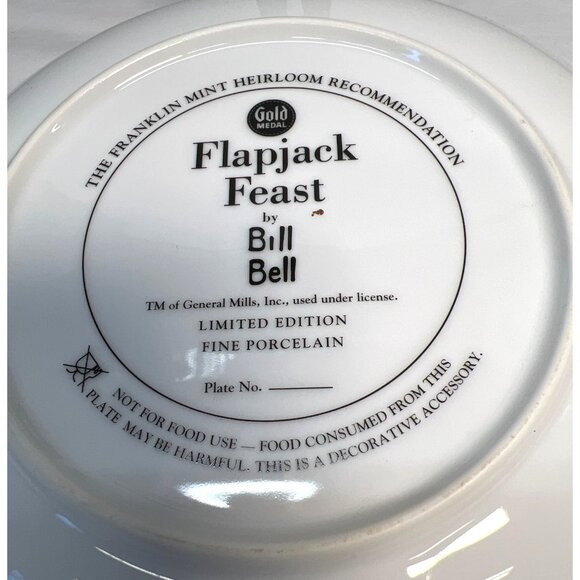 THE FRANKLIN MINT HEIRLOOM RECOMMENDATION
Gold
MEDAL
Flapjack
Feast
by
Bill
Bell
TM of General Mills, Inc., used under license.
LIMITED EDITION
FINE PORCELAIN
Plate No.
NOT FOR FOOD USE — FOOD CONSUMED FROM THIS
PLATE MAY BE HARMFUL. THIS IS A DECORATIVE ACCESSORY.